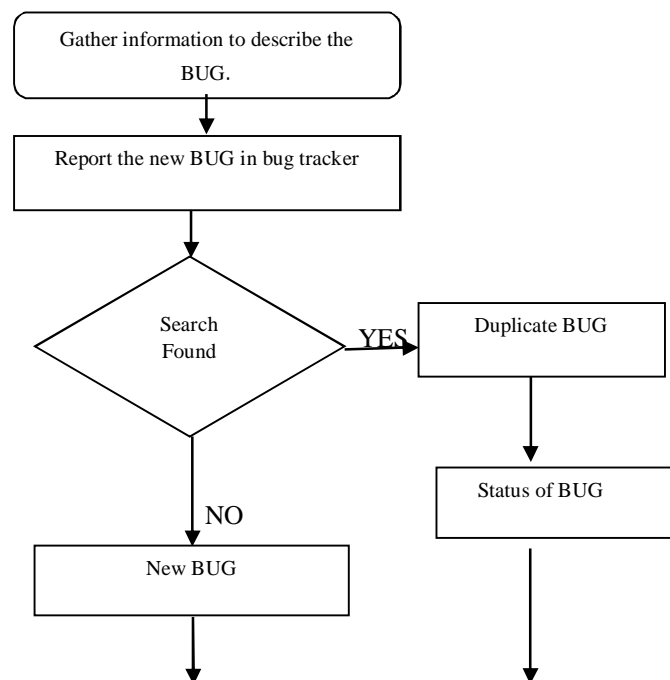 Gather information to describe the
BUG.
Report the new BUG in bug tracker
Search
Found
YES
Duplicate BUG
Status of BUG
NO
New BUG